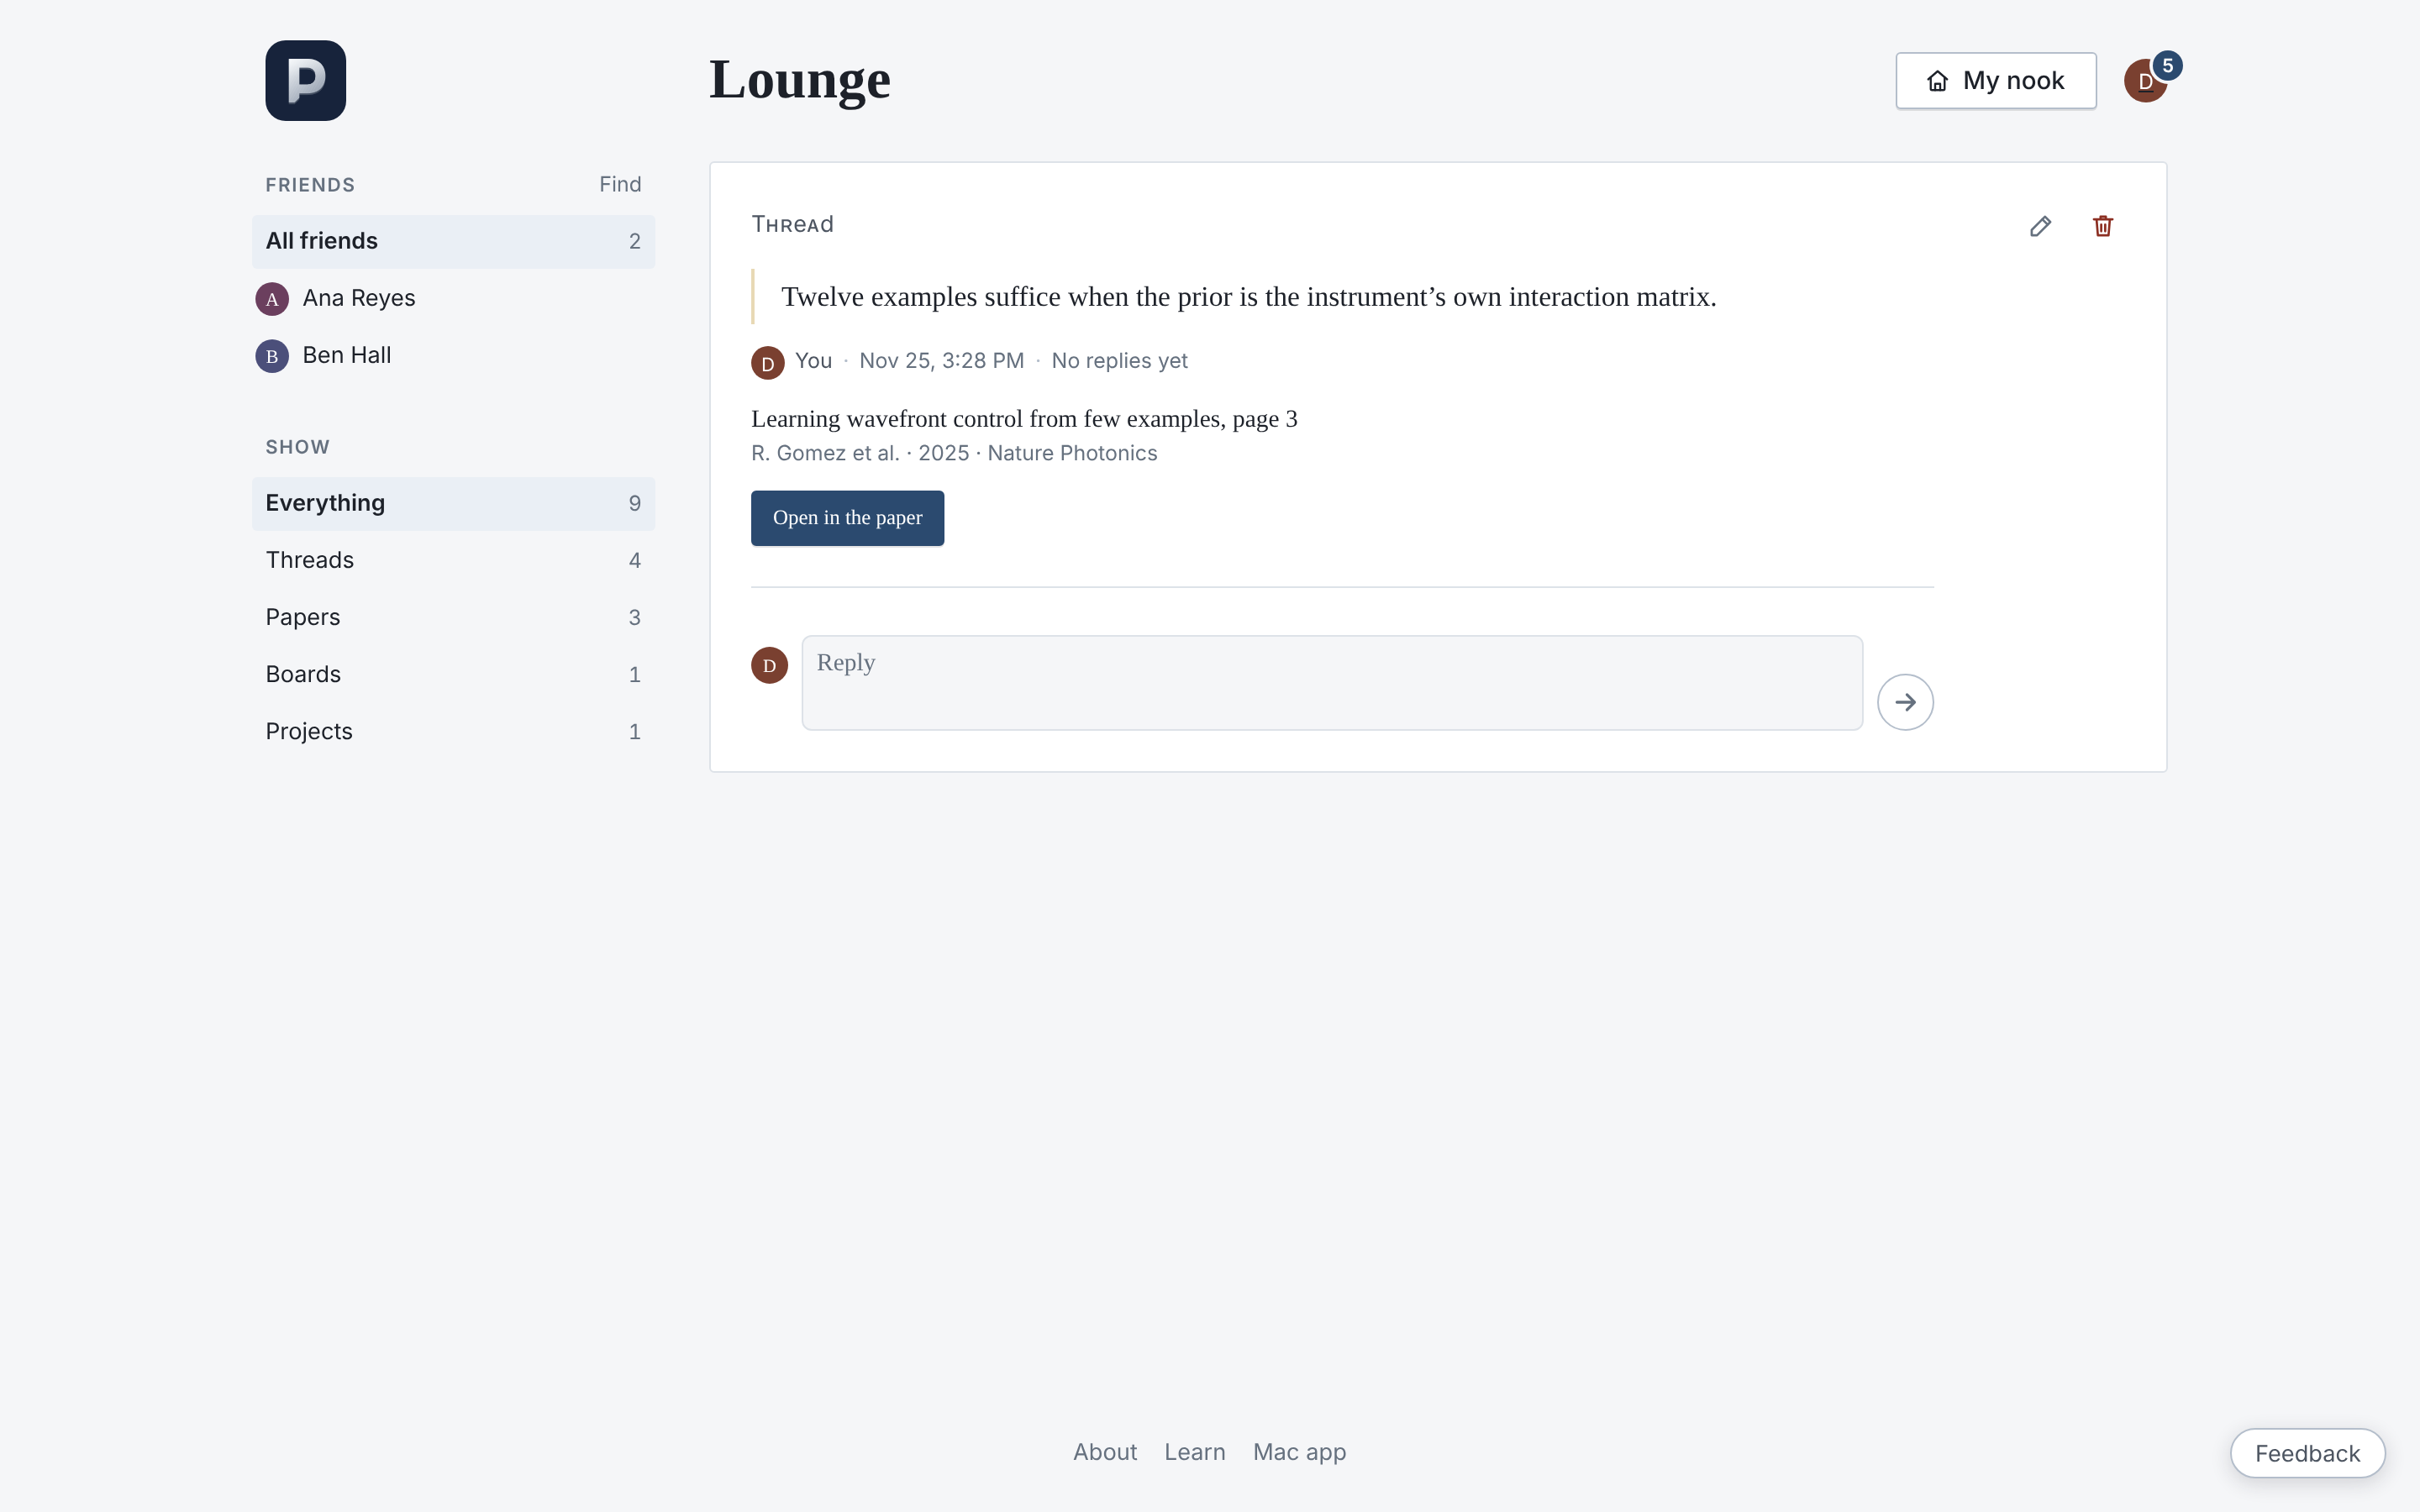 P
Lounge
My nook
D
5
FRIENDS
Find
All friends
2
A
Ana Reyes
B
Ben Hall
SHOW
Everything
9
Threads
4
Papers
3
Boards
1
Projects
1
Tʜʀeᴀd
Twelve examples suffice when the prior is the instrument’s own interaction matrix.
D You · Nov 25, 3:28 PM · No replies yet
Learning wavefront control from few examples, page 3
R. Gomez et al. · 2025 · Nature Photonics
Open in the paper
D
Reply
About Learn Mac app
Feedback